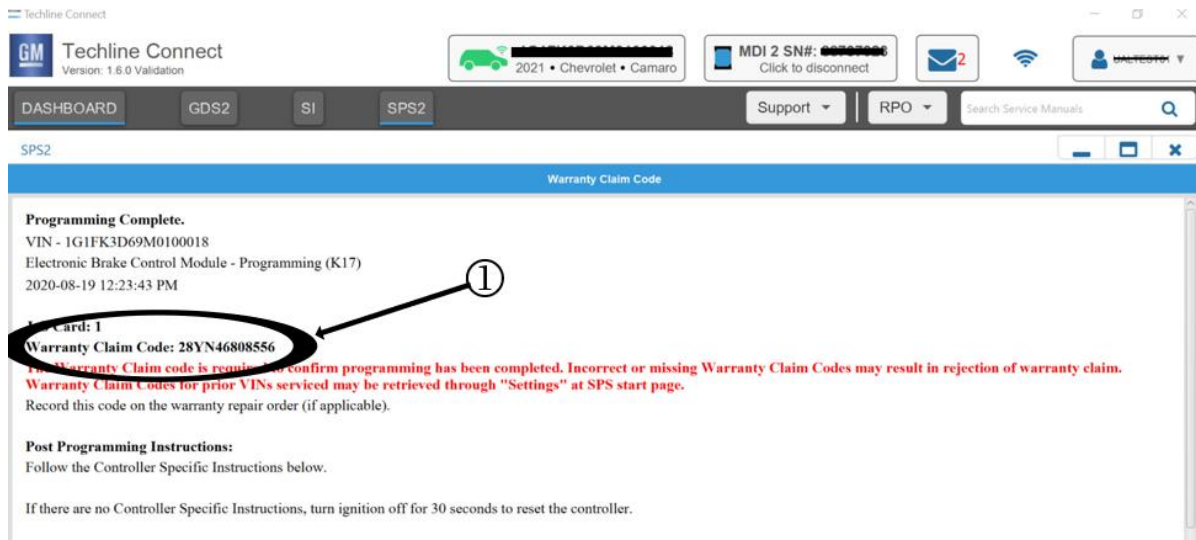 Techline Connect
GM
Techline Connect
Version: 1.6.0 Validation
2021 • Chevrolet • Camaro
MDI 2 SN#:
Click to disconnect
2
DASHBOARD GDS2 SI SPS2 Support RPO Search Service Manuals
SPS2
Warranty Claim Code
Programming Complete.
VIN - 1G1FK3D69M0100018
Electronic Brake Control Module - Programming (K17)
2020-08-19 12:23:43 PM
1
Card: 1
Warranty Claim Code: 28YN46808556
The Warranty Claim code is required to confirm programming has been completed. Incorrect or missing Warranty Claim Codes may result in rejection of warranty claim.
Warranty Claim Codes for prior VINs serviced may be retrieved through "Settings" at SPS start page.
Record this code on the warranty repair order (if applicable).
Post Programming Instructions:
Follow the Controller Specific Instructions below.
If there are no Controller Specific Instructions, turn ignition off for 30 seconds to reset the controller.